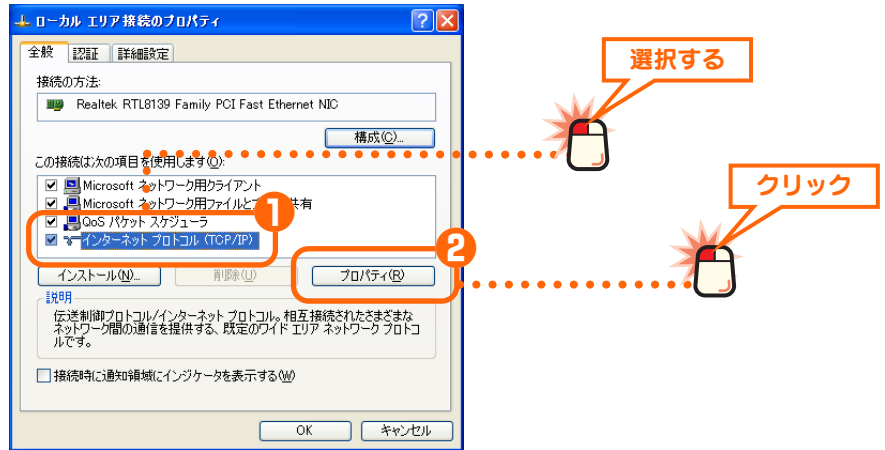 ローカル エリア接続のプロパティ
全般 認証 詳細設定
接続の方法:
Realtek RTL8139 Family PCI Fast Ethernet NIC
構成(C)...
この接続は次の項目を使用します(O):
Microsoft ネットワーク用クライアント
Microsoft ネットワーク用ファイルと 共有
QoS パケット スケジューラ
インターネット プロトコル (TCP/IP)
インストール(N)... 削除(U) プロパティ(R)
説明
伝送制御プロトコル/インターネット プロトコル。相互接続されたさまざまな
ネットワーク間の通信を提供する、既定のワイド エリア ネットワーク プロトコ
ルです。
接続時に通知領域にインジケータを表示する(W)
OK キャンセル
1
選択する
2
クリック